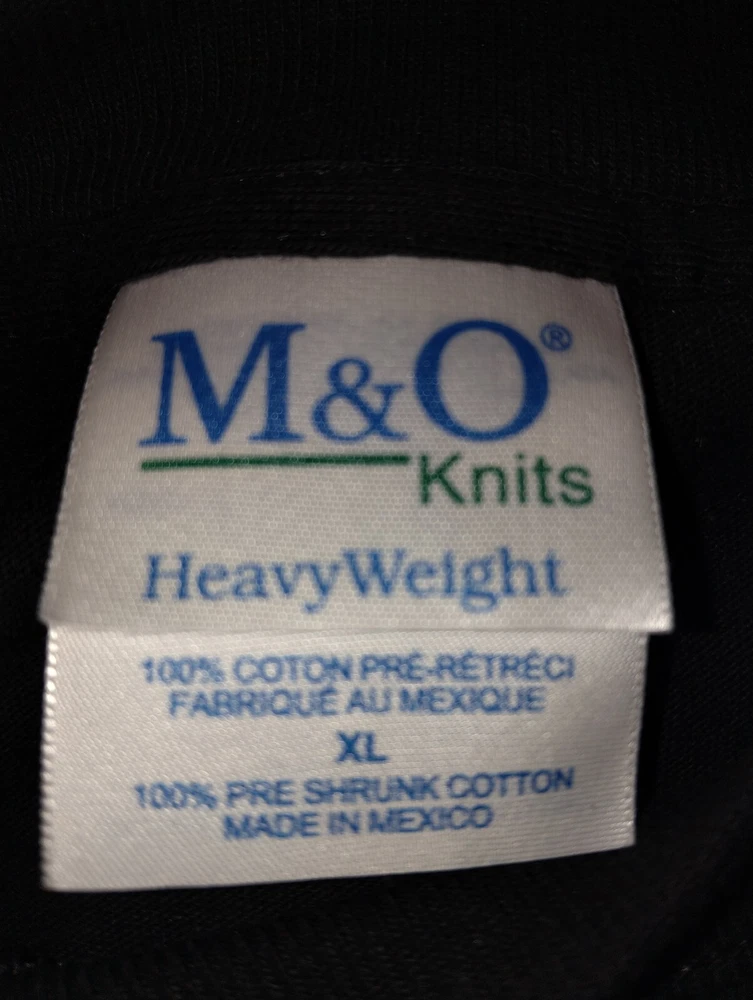 M&O®
Knits
HeavyWeight
100% COTON PRÉ-RÉTRÉCI
FABRIQUÉ AU MEXIQUE
XL
100% PRE SHRUNK COTTON
MADE IN MEXICO